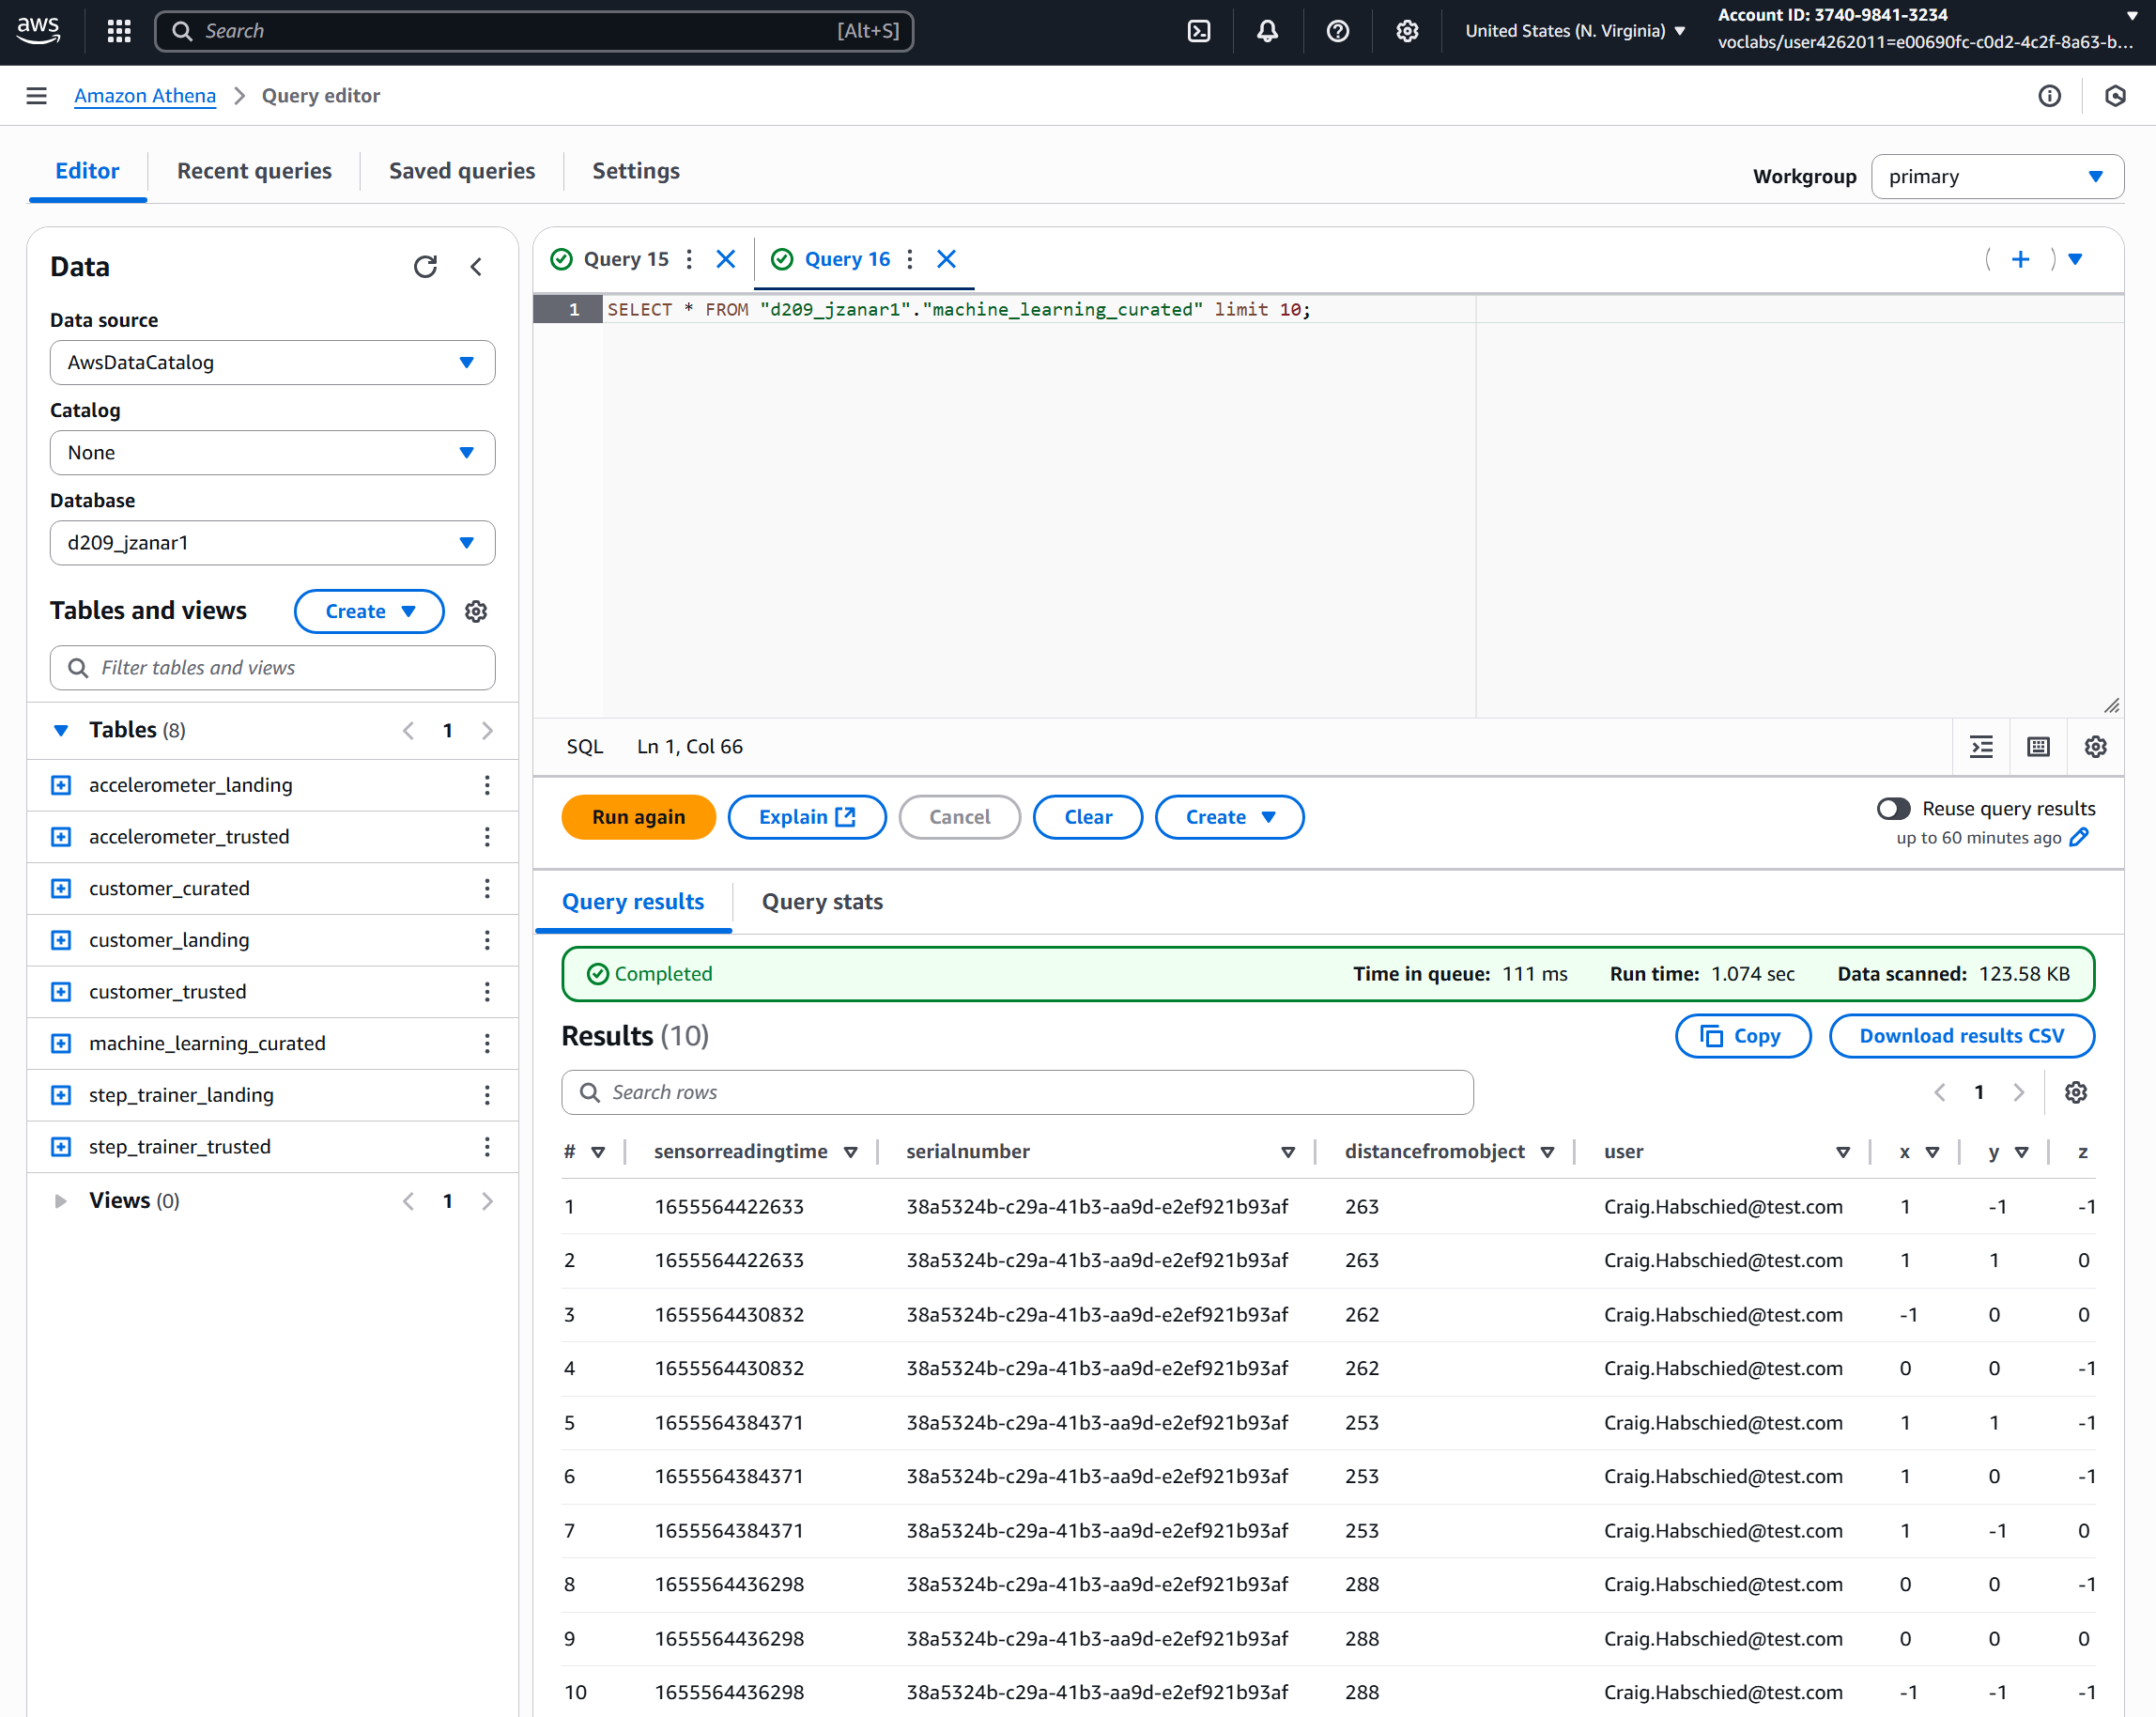 aws
Search [Alt+S]
United States (N. Virginia)
Account ID: 3740-9841-3234
voclabs/user4262011=e00690fc-c0d2-4c2f-8a63-b...
Amazon Athena > Query editor
Editor Recent queries Saved queries Settings
Workgroup primary
Data
Data source
AwsDataCatalog
Catalog
None
Database
d209_jzanar1
Tables and views Create
Filter tables and views
Tables (8) 1
accelerometer_landing
accelerometer_trusted
customer_curated
customer_landing
customer_trusted
machine_learning_curated
step_trainer_landing
step_trainer_trusted
Views (0) 1
Query 15 Query 16
1 SELECT * FROM "d209_jzanar1"."machine_learning_curated" limit 10;
SQL Ln 1, Col 66
Run again Explain Cancel Clear Create
Reuse query results
up to 60 minutes ago
Query results Query stats
Completed Time in queue: 111 ms Run time: 1.074 sec Data scanned: 123.58 KB
Results (10) Copy Download results CSV
Search rows 1
# sensorreadingtime serialnumber distancefromobject user x y z
1 1655564422633 38a5324b-c29a-41b3-aa9d-e2ef921b93af 263 Craig.Habschied@test.com 1 -1 -1
2 1655564422633 38a5324b-c29a-41b3-aa9d-e2ef921b93af 263 Craig.Habschied@test.com 1 1 0
3 1655564430832 38a5324b-c29a-41b3-aa9d-e2ef921b93af 262 Craig.Habschied@test.com -1 0 0
4 1655564430832 38a5324b-c29a-41b3-aa9d-e2ef921b93af 262 Craig.Habschied@test.com 0 0 -1
5 1655564384371 38a5324b-c29a-41b3-aa9d-e2ef921b93af 253 Craig.Habschied@test.com 1 1 -1
6 1655564384371 38a5324b-c29a-41b3-aa9d-e2ef921b93af 253 Craig.Habschied@test.com 1 0 -1
7 1655564384371 38a5324b-c29a-41b3-aa9d-e2ef921b93af 253 Craig.Habschied@test.com 1 -1 0
8 1655564436298 38a5324b-c29a-41b3-aa9d-e2ef921b93af 288 Craig.Habschied@test.com 0 0 -1
9 1655564436298 38a5324b-c29a-41b3-aa9d-e2ef921b93af 288 Craig.Habschied@test.com 0 0 0
10 1655564436298 38a5324b-c29a-41b3-aa9d-e2ef921b93af 288 Craig.Habschied@test.com -1 -1 -1